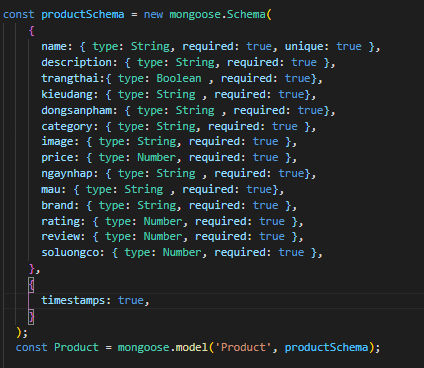 const productSchema = new mongoose.Schema(
{
name: { type: String, required: true, unique: true },
description: { type: String, required: true },
trangthai:{ type: Boolean , required: true},
kieudang: { type: String , required: true},
dongsanpham: { type: String , required: true},
category: { type: String, required: true },
image: { type: String, required: true },
price: { type: Number, required: true },
ngaynhap: { type: String , required: true},
mau: { type: String , required: true},
brand: { type: String, required: true },
rating: { type: Number, required: true },
review: { type: Number, required: true },
soluongco: { type: Number, required: true },
},
{
timestamps: true,
}
);
const Product = mongoose.model('Product', productSchema);